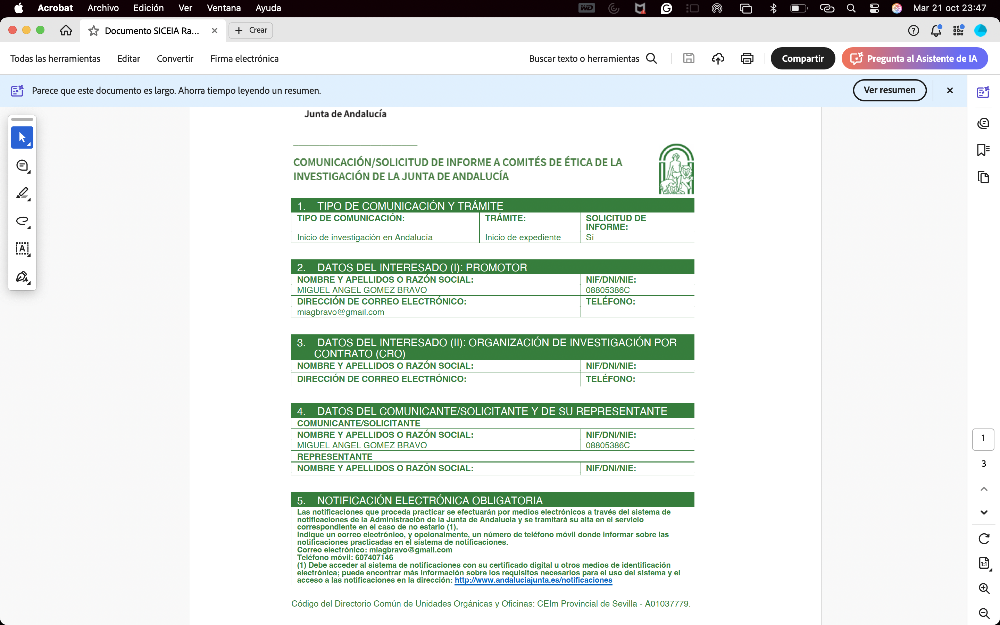 Acrobat Archivo Edición Ver Ventana Ayuda WD Mar 21 oct 23:47
Documento SICEIA Ra... Crear
Todas las herramientas Editar Convertir Firma electrónica Buscar texto o herramientas Compartir Pregunta al Asistente de IA
Parece que este documento es largo. Ahorra tiempo leyendo un resumen. Ver resumen
Junta de Andalucía
COMUNICACIÓN/SOLICITUD DE INFORME A COMITÉS DE ÉTICA DE LA
INVESTIGACIÓN DE LA JUNTA DE ANDALUCÍA
1. TIPO DE COMUNICACIÓN Y TRÁMITE
TIPO DE COMUNICACIÓN: TRÁMITE: SOLICITUD DE
INFORME:
Inicio de investigación en Andalucía Inicio de expediente Sí
2. DATOS DEL INTERESADO (I): PROMOTOR
NOMBRE Y APELLIDOS O RAZÓN SOCIAL: NIF/DNI/NIE:
MIGUEL ANGEL GOMEZ BRAVO 08805386C
DIRECCIÓN DE CORREO ELECTRÓNICO: TELÉFONO:
miagbravo@gmail.com
3. DATOS DEL INTERESADO (II): ORGANIZACIÓN DE INVESTIGACIÓN POR
CONTRATO (CRO)
NOMBRE Y APELLIDOS O RAZÓN SOCIAL: NIF/DNI/NIE:
DIRECCIÓN DE CORREO ELECTRÓNICO: TELÉFONO:
4. DATOS DEL COMUNICANTE/SOLICITANTE Y DE SU REPRESENTANTE
COMUNICANTE/SOLICITANTE
NOMBRE Y APELLIDOS O RAZÓN SOCIAL: NIF/DNI/NIE:
MIGUEL ANGEL GOMEZ BRAVO 08805386C
REPRESENTANTE
NOMBRE Y APELLIDOS O RAZÓN SOCIAL: NIF/DNI/NIE:
5. NOTIFICACIÓN ELECTRÓNICA OBLIGATORIA
Las notificaciones que proceda practicar se efectuarán por medios electrónicos a través del sistema de
notificaciones de la Administración de la Junta de Andalucía y se tramitará su alta en el servicio
correspondiente en el caso de no estarlo (1).
Indique un correo electrónico, y opcionalmente, un número de teléfono móvil donde informar sobre las
notificaciones practicadas en el sistema de notificaciones.
Correo electrónico: miagbravo@gmail.com
Teléfono móvil: 607407146
(1) Debe acceder al sistema de notificaciones con su certificado digital u otros medios de identificación
electrónica; puede encontrar más información sobre los requisitos necesarios para el uso del sistema y el
acceso a las notificaciones en la dirección: http://www.andaluciajunta.es/notificaciones
Código del Directorio Común de Unidades Orgánicas y Oficinas: CEIm Provincial de Sevilla - A01037779.
1
3
1:1